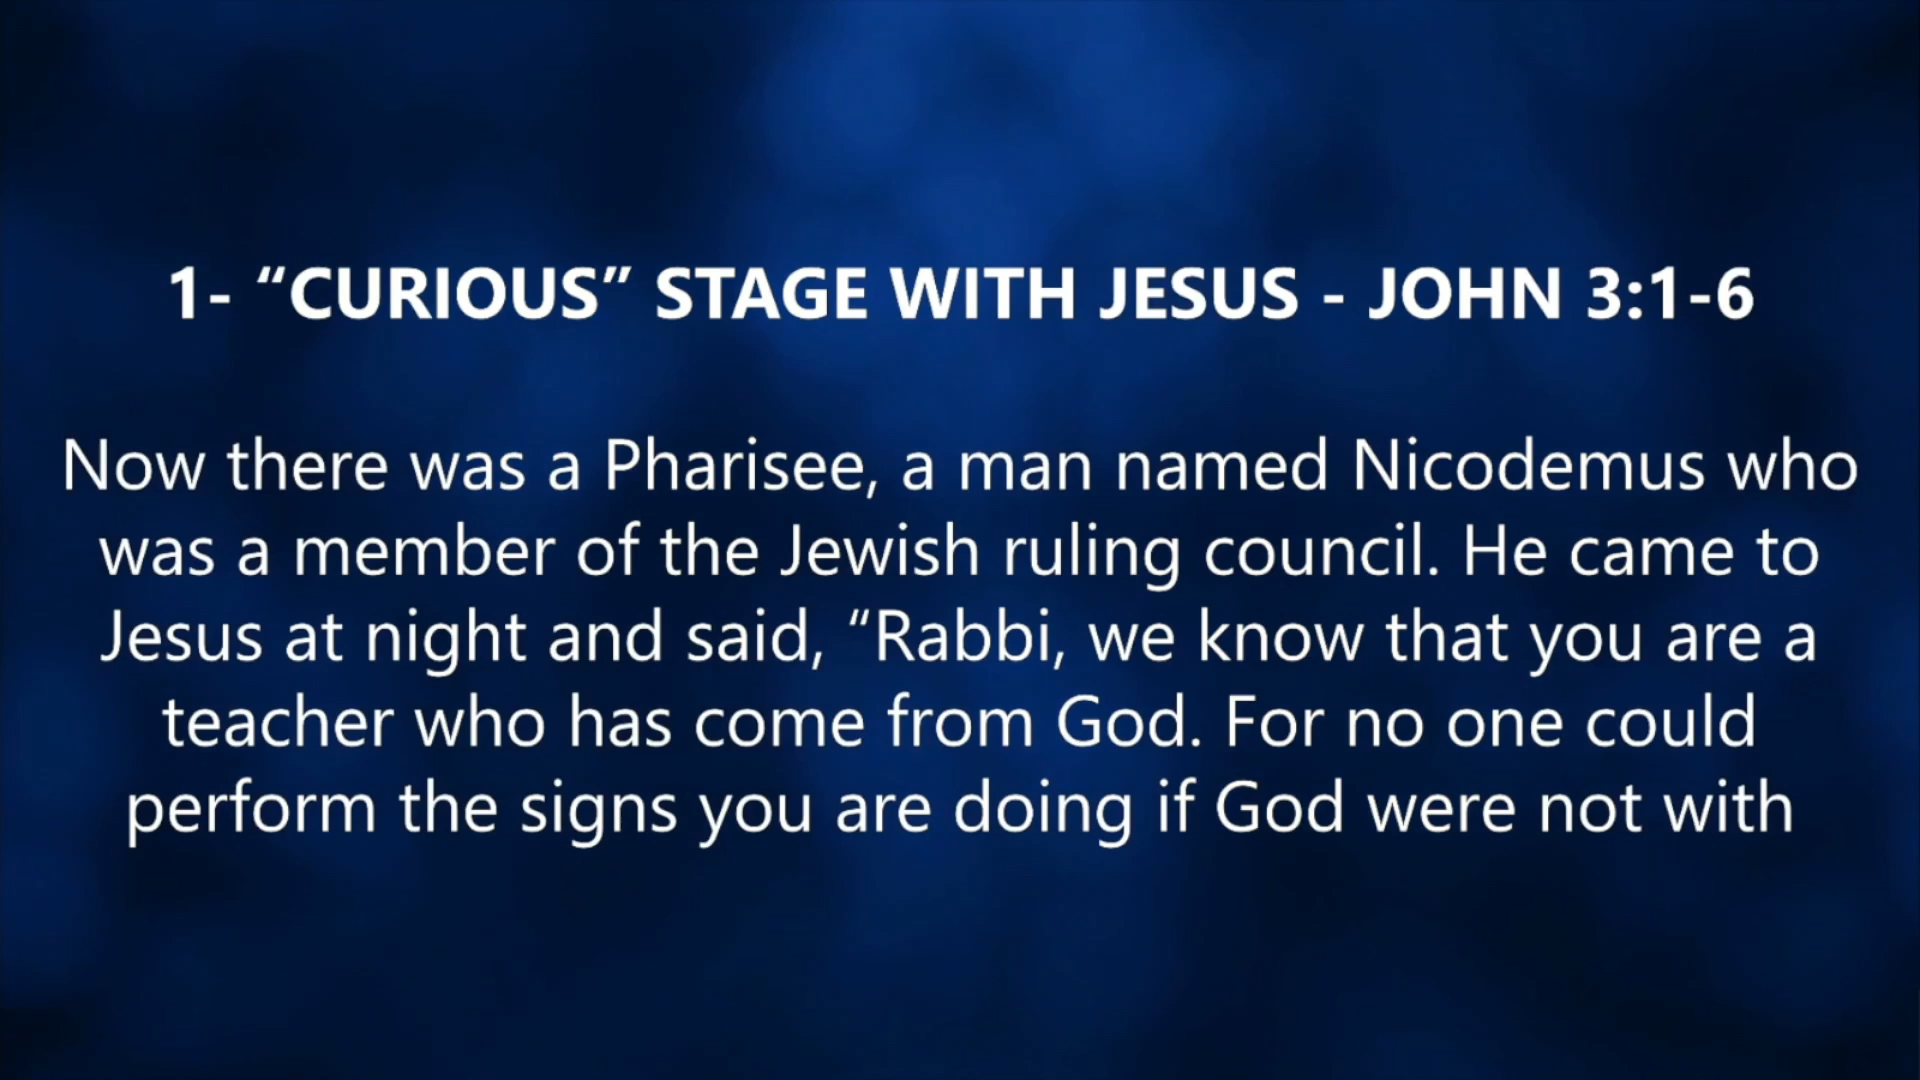 1- “CURIOUS” STAGE WITH JESUS - JOHN 3:1-6
Now there was a Pharisee, a man named Nicodemus who
was a member of the Jewish ruling council. He came to
Jesus at night and said, “Rabbi, we know that you are a
teacher who has come from God. For no one could
perform the signs you are doing if God were not with